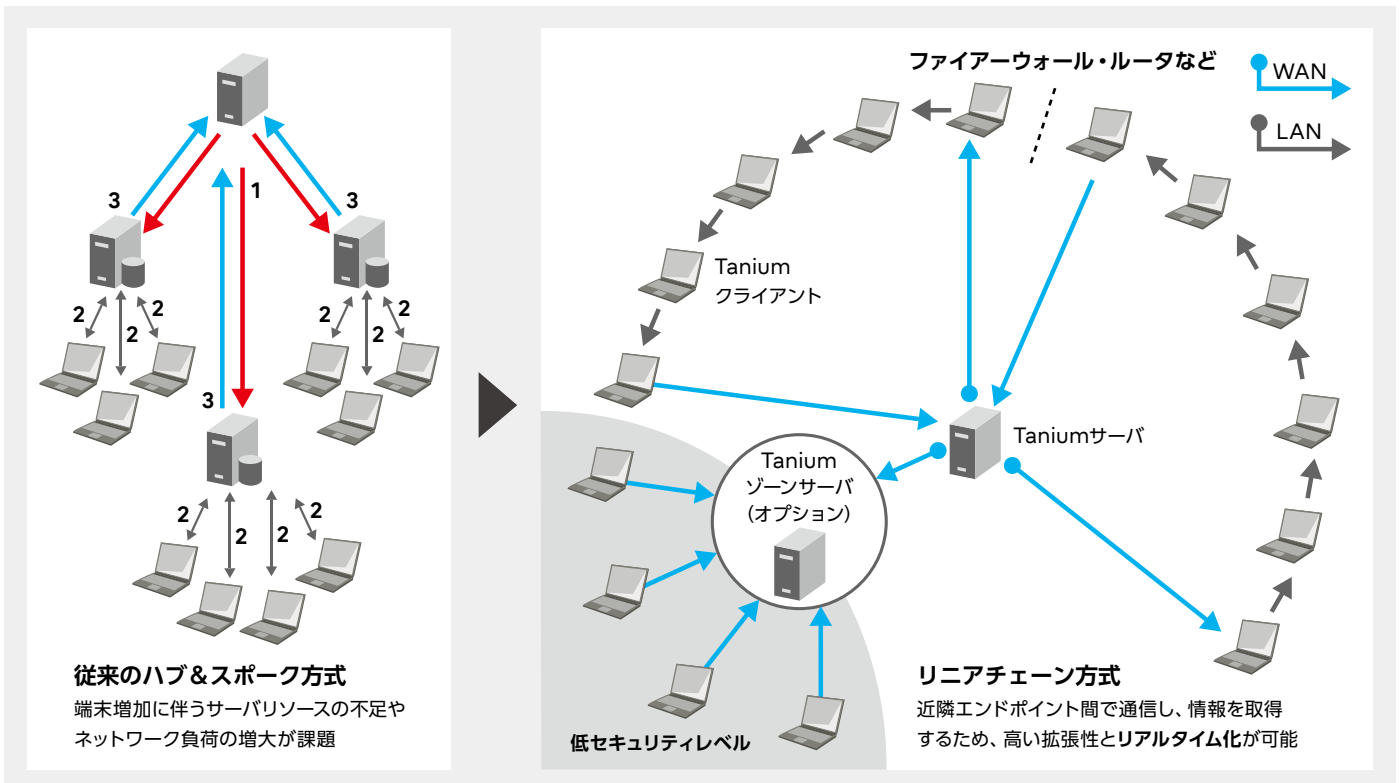 1
3
3
2
2
2
2
2
2
3
2
2
2
2
従来のハブ&スポーク方式
端末増加に伴うサーバリソースの不足や
ネットワーク負荷の増大が課題
ファイアーウォール・ルータなど
WAN
LAN
Tanium
クライアント
Taniumサーバ
Tanium
ゾーンサーバ
(オプション)
低セキュリティレベル
リニアチェーン方式
近隣エンドポイント間で通信し、情報を取得
するため、高い拡張性とリアルタイム化が可能